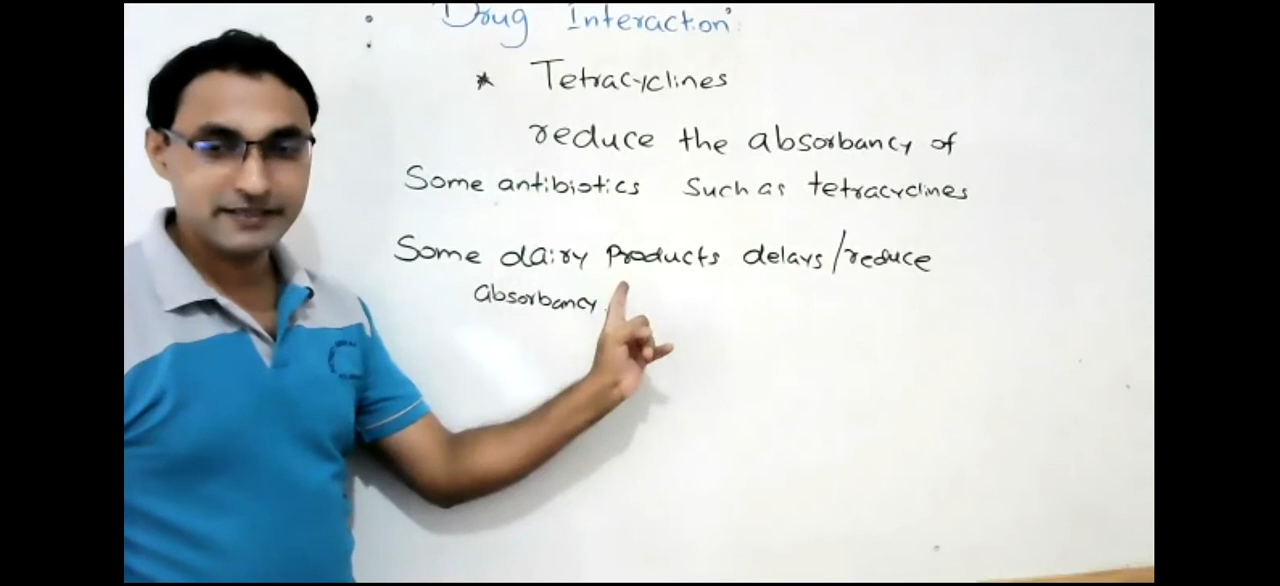 Drug Interaction
* Tetracyclines
reduce the absorbancy of
Some antibiotics Such as tetracyclines
Some dairy Products delays/reduce
absorbancy.